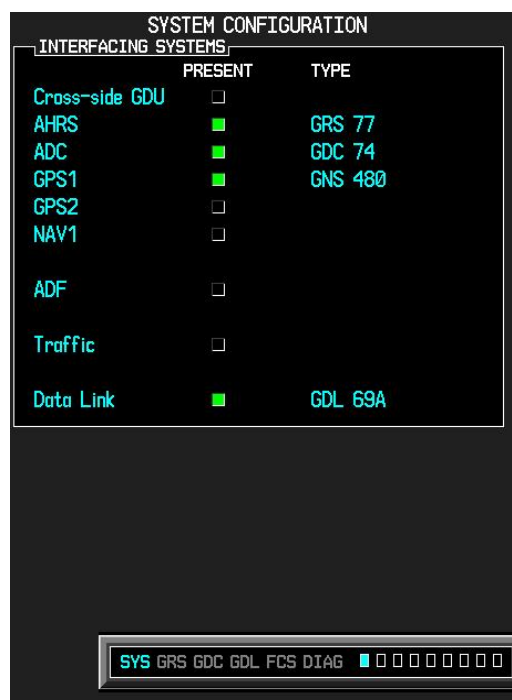 SYSTEM CONFIGURATION
INTERFACING SYSTEMS
PRESENT TYPE
Cross-side GDU
AHRS GRS 77
ADC GDC 74
GPS1 GNS 480
GPS2
NAV1
ADF
Traffic
Data Link GDL 69A
SYS GRS GDC GDL FCS DIAG